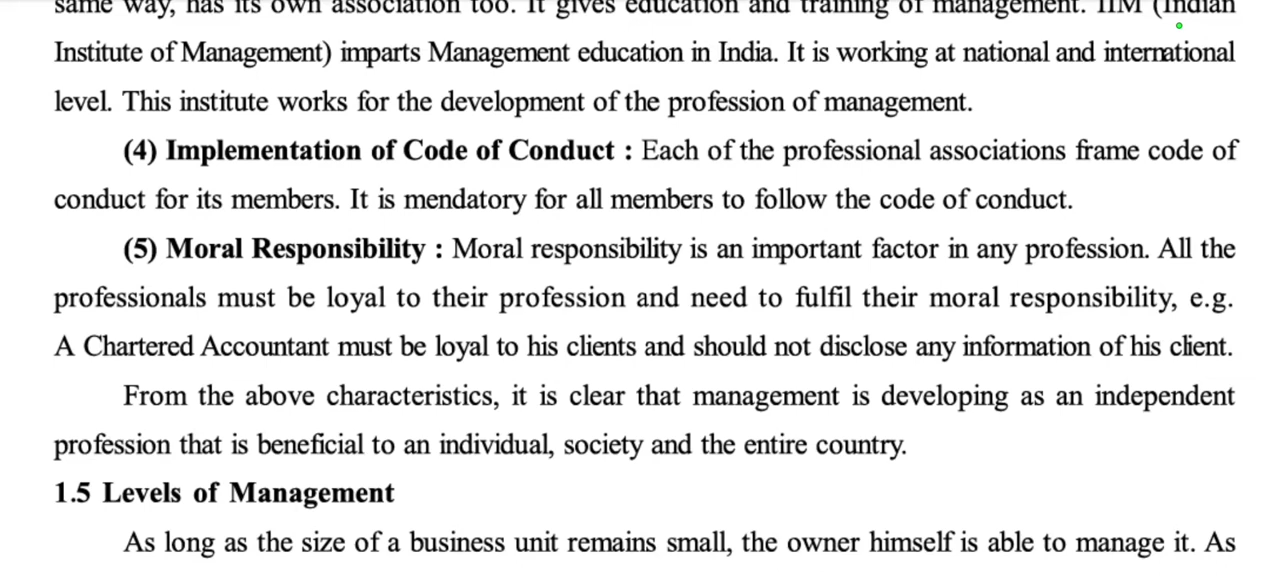 same way, has its own association too. It gives education and training of management. IIM (Indian
Institute of Management) imparts Management education in India. It is working at national and international
level. This institute works for the development of the profession of management.
(4) Implementation of Code of Conduct : Each of the professional associations frame code of
conduct for its members. It is mendatory for all members to follow the code of conduct.
(5) Moral Responsibility : Moral responsibility is an important factor in any profession. All the
professionals must be loyal to their profession and need to fulfil their moral responsibility, e.g.
A Chartered Accountant must be loyal to his clients and should not disclose any information of his client.
From the above characteristics, it is clear that management is developing as an independent
profession that is beneficial to an individual, society and the entire country.
1.5 Levels of Management
As long as the size of a business unit remains small, the owner himself is able to manage it. As